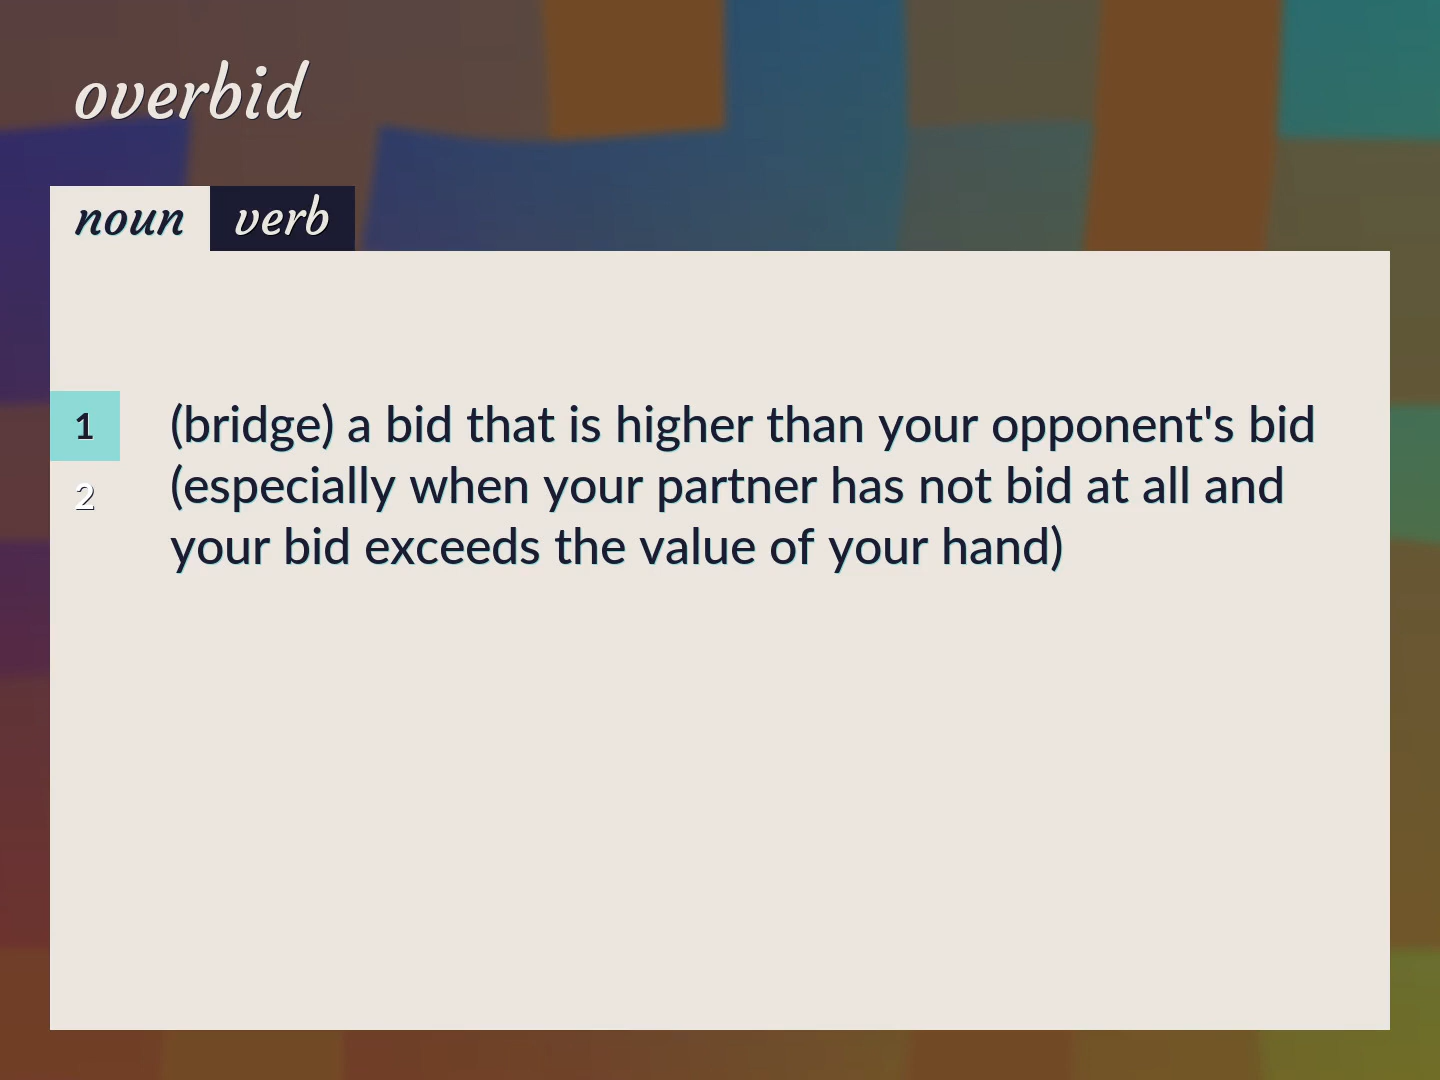 overbid
noun verb
1 (bridge) a bid that is higher than your opponent's bid
2 (especially when your partner has not bid at all and
your bid exceeds the value of your hand)